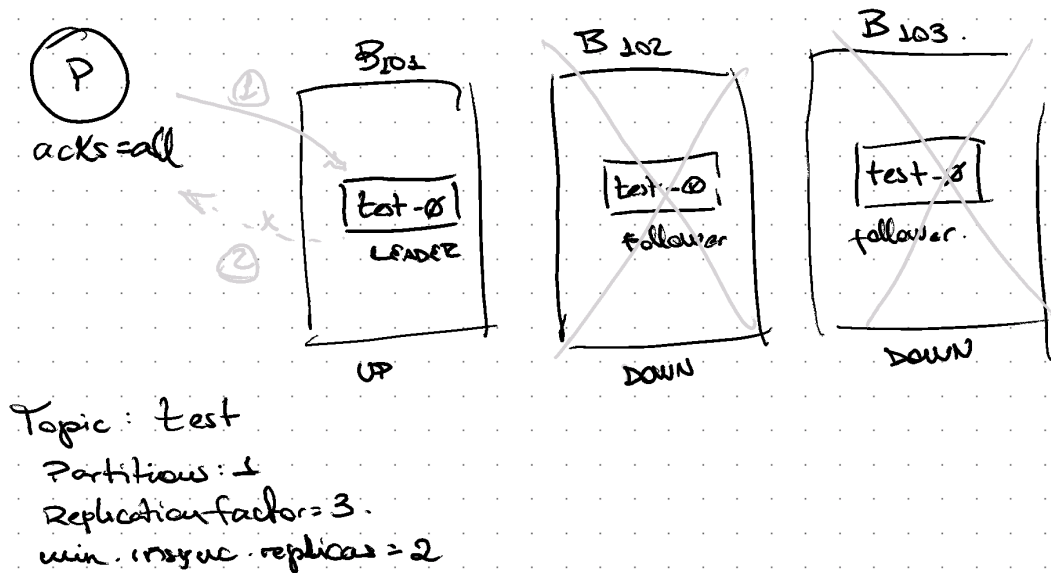 P
acks=all
1
2
B101
test-0
LEADER
UP
B102
test-0
follower
DOWN
B103.
test-0
follower.
DOWN
Topic: test
Partitions: 1
Replication factor = 3.
min.insync.replicas = 2